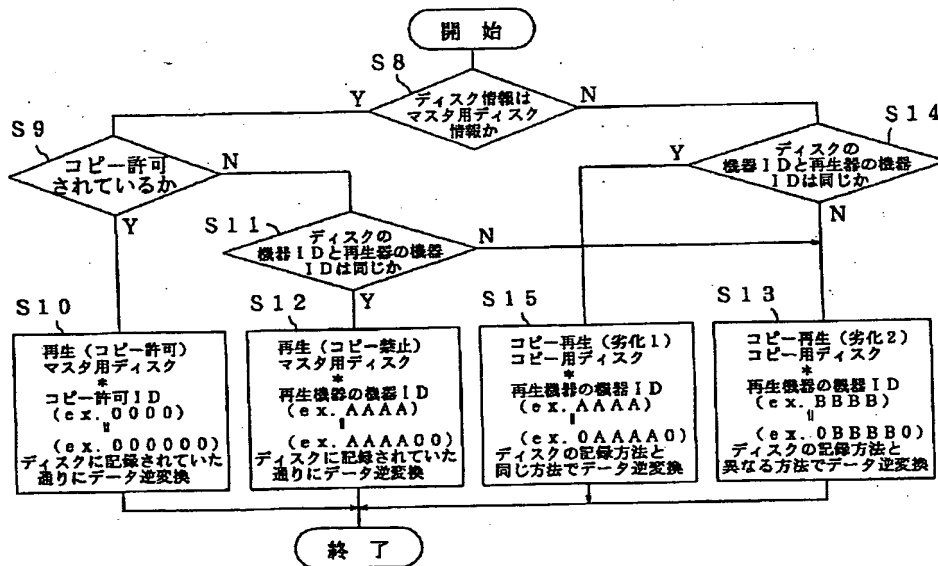 開始
S8
ディスク情報は
マスタ用ディスク
情報か
Y
N
S9
コピー許可
されているか
N
Y
S14
ディスクの
機器IDと再生器の機器
IDは同じか
Y
N
S11
ディスクの
機器IDと再生器の機器
IDは同じか
N
Y
S10
再生(コピー許可)
マスタ用ディスク
*
コピー許可ID
(ex.0000)
॥
(ex.000000)
ディスクに記録されていた
通りにデータ逆変換
S12
再生(コピー禁止)
マスタ用ディスク
*
再生機器の機器ID
(ex.AAAA)
॥
(ex.AAAA00)
ディスクに記録されていた
通りにデータ逆変換
S15
コピー再生(劣化1)
コピー用ディスク
*
再生機器の機器ID
(ex.AAAA)
॥
(ex.0AAAA0)
ディスクの記録方法と
同じ方法でデータ逆変換
S13
コピー再生(劣化2)
コピー用ディスク
*
再生機器の機器ID
(ex.BBBB)
॥
(ex.0BBBB0)
ディスクの記録方法と
異なる方法でデータ逆変換
終了